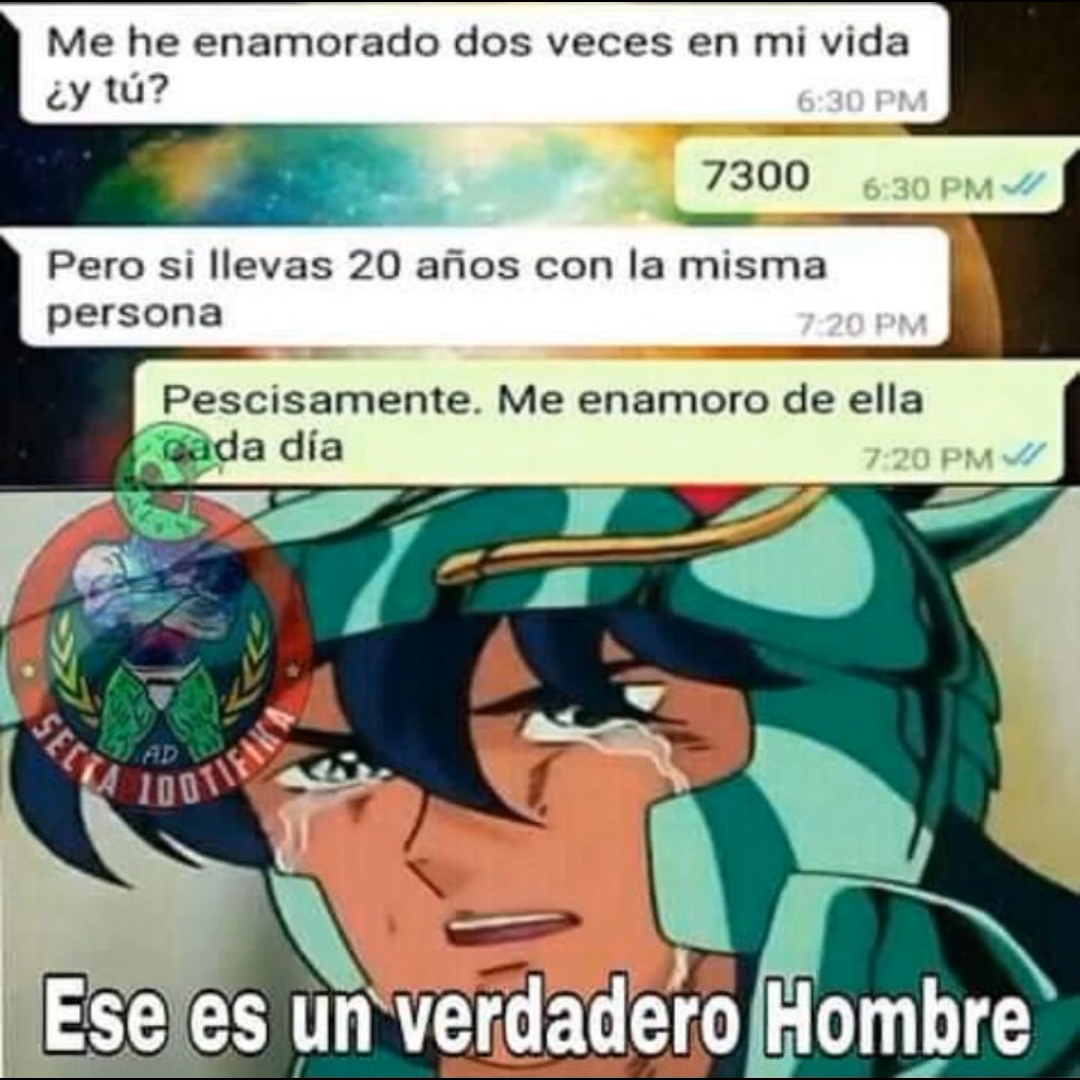 Me he enamorado dos veces en mi vida
¿y tú?
6:30 PM
7300
6:30 PM
Pero si llevas 20 años con la misma
persona
7:20 PM
Pescisamente. Me enamoro de ella
cada día
7:20 PM
AD
SECTA 100TIFIKA
Ese es un verdadero Hombre